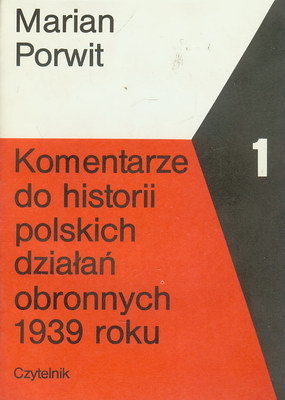 Marian
Porwit
1
Komentarze
do historii
polskich
działań
obronnych
1939 roku
Czytelnik